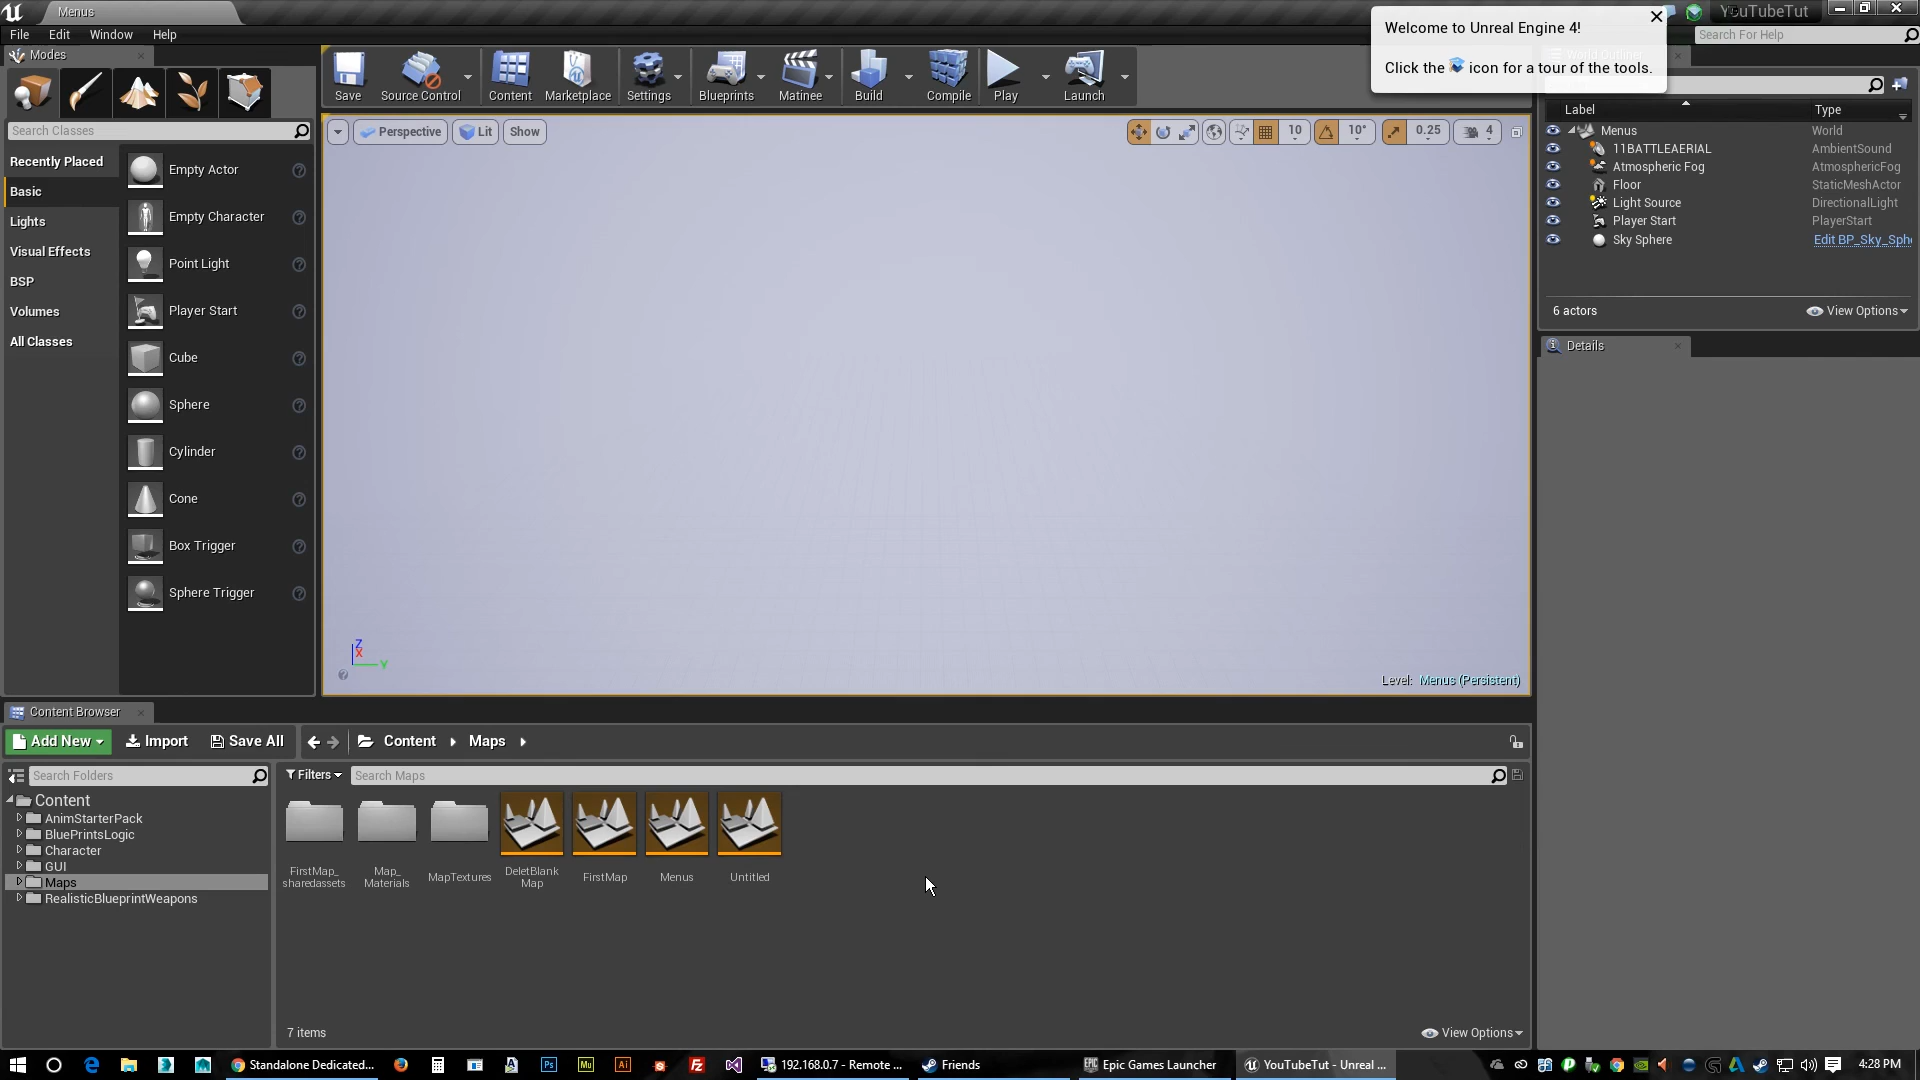 Menus
YouTubeTut
File Edit Window Help
Search For Help
Welcome to Unreal Engine 4!
Click the icon for a tour of the tools.
Modes
Save Source Control Content Marketplace Settings Blueprints Matinee Build Compile Play Launch
Search Classes
Recently Placed
Basic
Lights
Visual Effects
BSP
Volumes
All Classes
Empty Actor
Empty Character
Point Light
Player Start
Cube
Sphere
Cylinder
Cone
Box Trigger
Sphere Trigger
Perspective Lit Show
10 10° 0.25 4
Z
X
Y
Level: Menus (Persistent)
Label Type
Menus World
11BATTLEAERIAL AmbientSound
Atmospheric Fog AtmosphericFog
Floor StaticMeshActor
Light Source DirectionalLight
Player Start PlayerStart
Sky Sphere Edit BP_Sky_Sph
6 actors View Options
Details
Content Browser
Add New Import Save All Content Maps
Search Folders
Filters Search Maps
Content
AnimStarterPack
BluePrintsLogic
Character
GUI
Maps
RealisticBlueprintWeapons
FirstMap_
sharedassets
Map_
Materials
MapTextures
DeletBlank
Map
FirstMap
Menus
Untitled
7 items View Options
Standalone Dedicated... 192.168.0.7 - Remote ... Friends Epic Games Launcher YouTubeTut - Unreal ... 4:28 PM